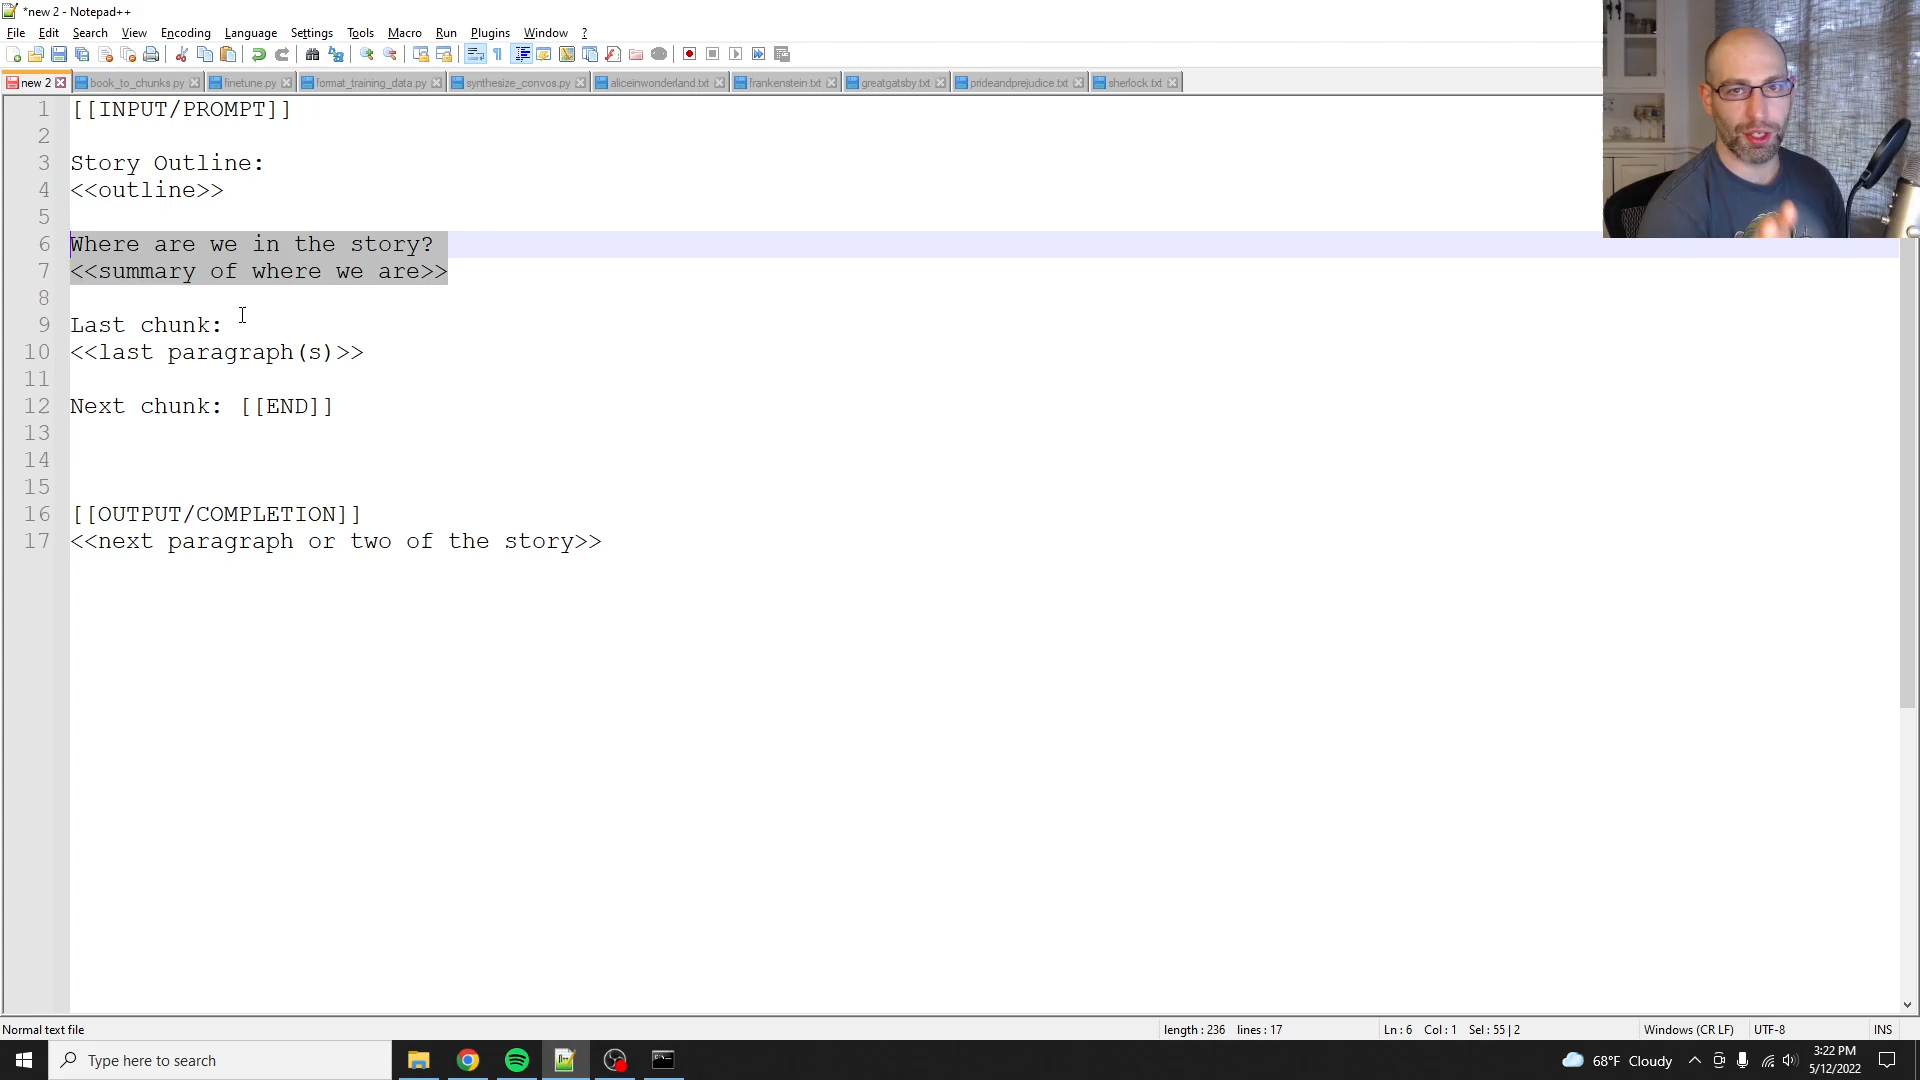 *new 2 - Notepad++
File Edit Search View Encoding Language Settings Tools Macro Run Plugins Window ?
new 2 book_to_chunks.py finetune.py format_training_data.py synthesize_convos.py aliceinwonderland.txt frankenstein.txt greatgatsby.txt prideandprejudice.txt sherlock.txt
1 [[INPUT/PROMPT]]
2
3 Story Outline:
4 <<outline>>
5
6 Where are we in the story?
7 <<summary of where we are>>
8
9 Last chunk:
10 <<last paragraph(s)>>
11
12 Next chunk: [[END]]
13
14
15
16 [[OUTPUT/COMPLETION]]
17 <<next paragraph or two of the story>>
Normal text file length : 236 lines : 17 Ln : 6 Col : 1 Sel : 55 | 2 Windows (CR LF) UTF-8 INS
Type here to search 68°F Cloudy 3:22 PM
5/12/2022